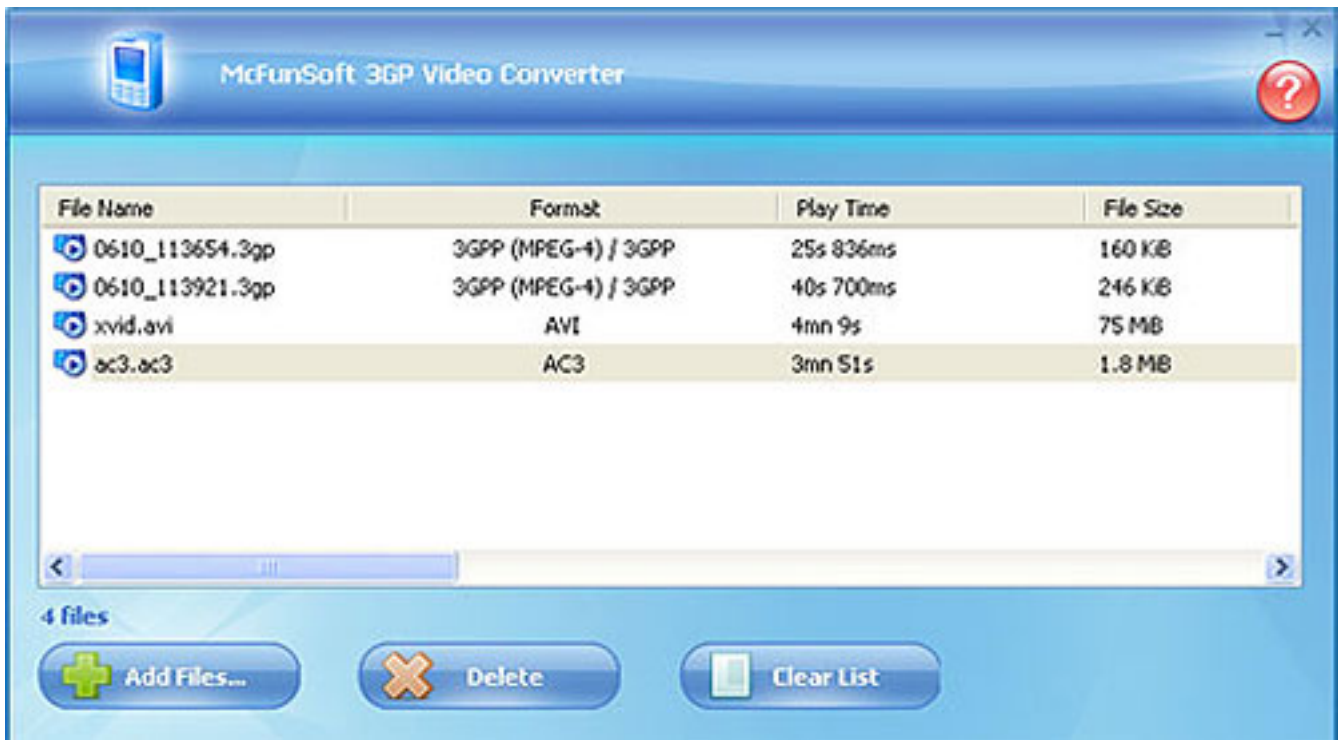 McFunSoft 3GP Video Converter
?
File Name Format Play Time File Size
0610_113654.3gp 3GPP (MPEG-4) / 3GPP 25s 836ms 160 KiB
0610_113921.3gp 3GPP (MPEG-4) / 3GPP 40s 700ms 246 KiB
xvid.avi AVI 4mn 9s 75 MiB
ac3.ac3 AC3 3mn 51s 1.8 MiB
4 files
Add Files... Delete Clear List